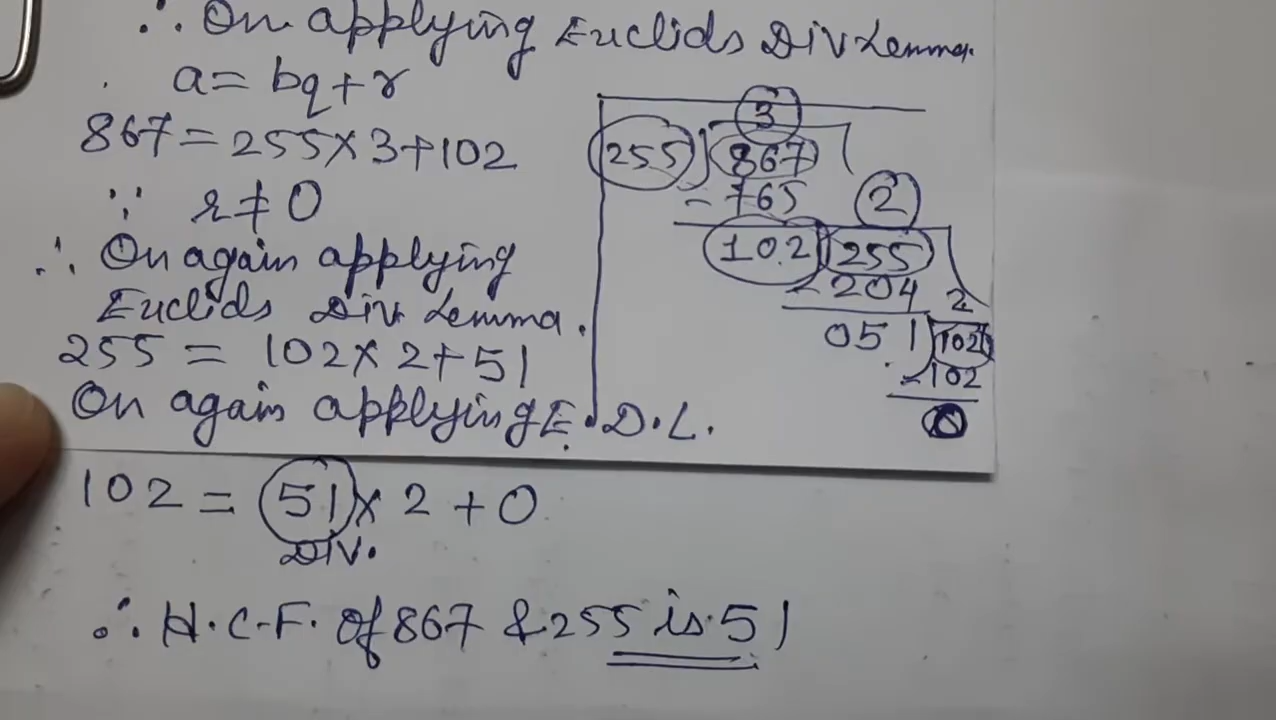 ∴ On applying Euclids Div Lemma.
a = bq + r
867 = 255 × 3 + 102
∵ r ≠ 0
∴ On again applying
Euclids Div Lemma.
255 = 102 × 2 + 51
On again applying E.D.L.
102 = 51 × 2 + 0
DIV.
∴ H.C.F. Of 867 & 255 is 51
3
255 867
- 765 2
102 255
- 204 2
051 102
- 102
0